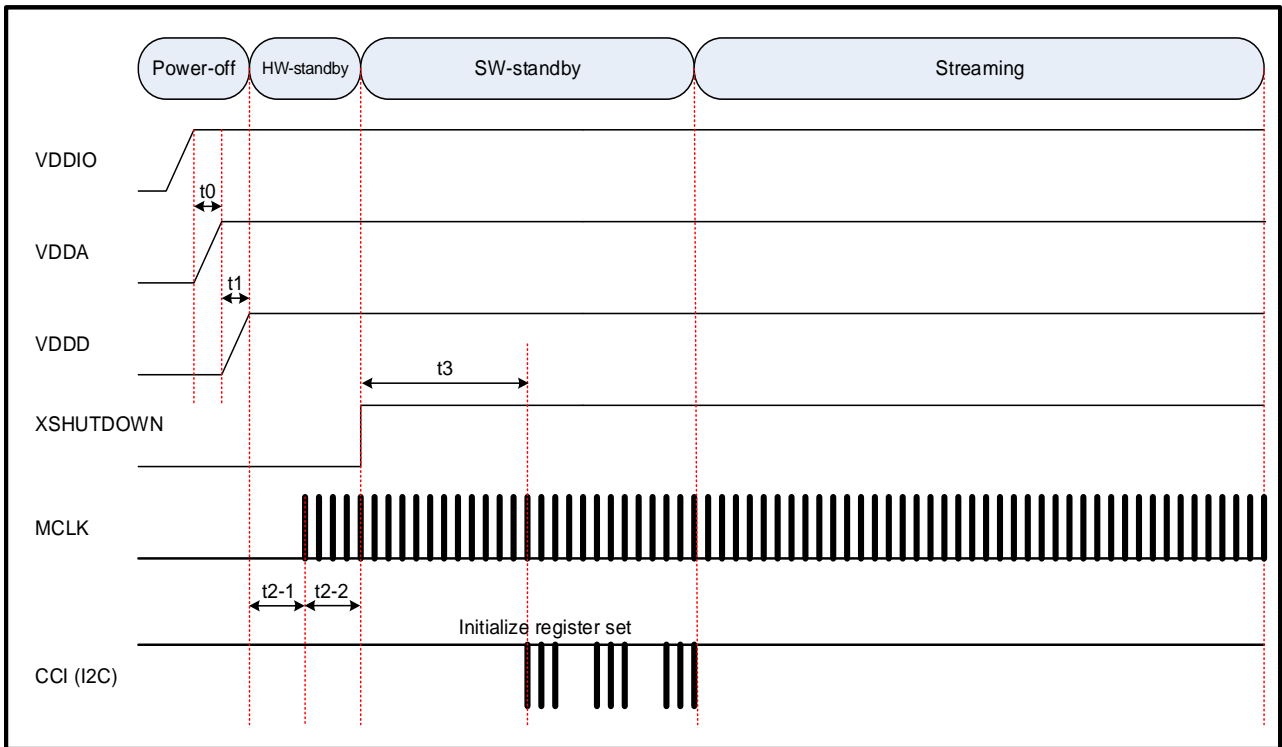 Power-off
HW-standby
SW-standby
Streaming
VDDIO
t0
VDDA
t1
VDDD
t3
XSHUTDOWN
MCLK
t2-1
t2-2
Initialize register set
CCI (I2C)